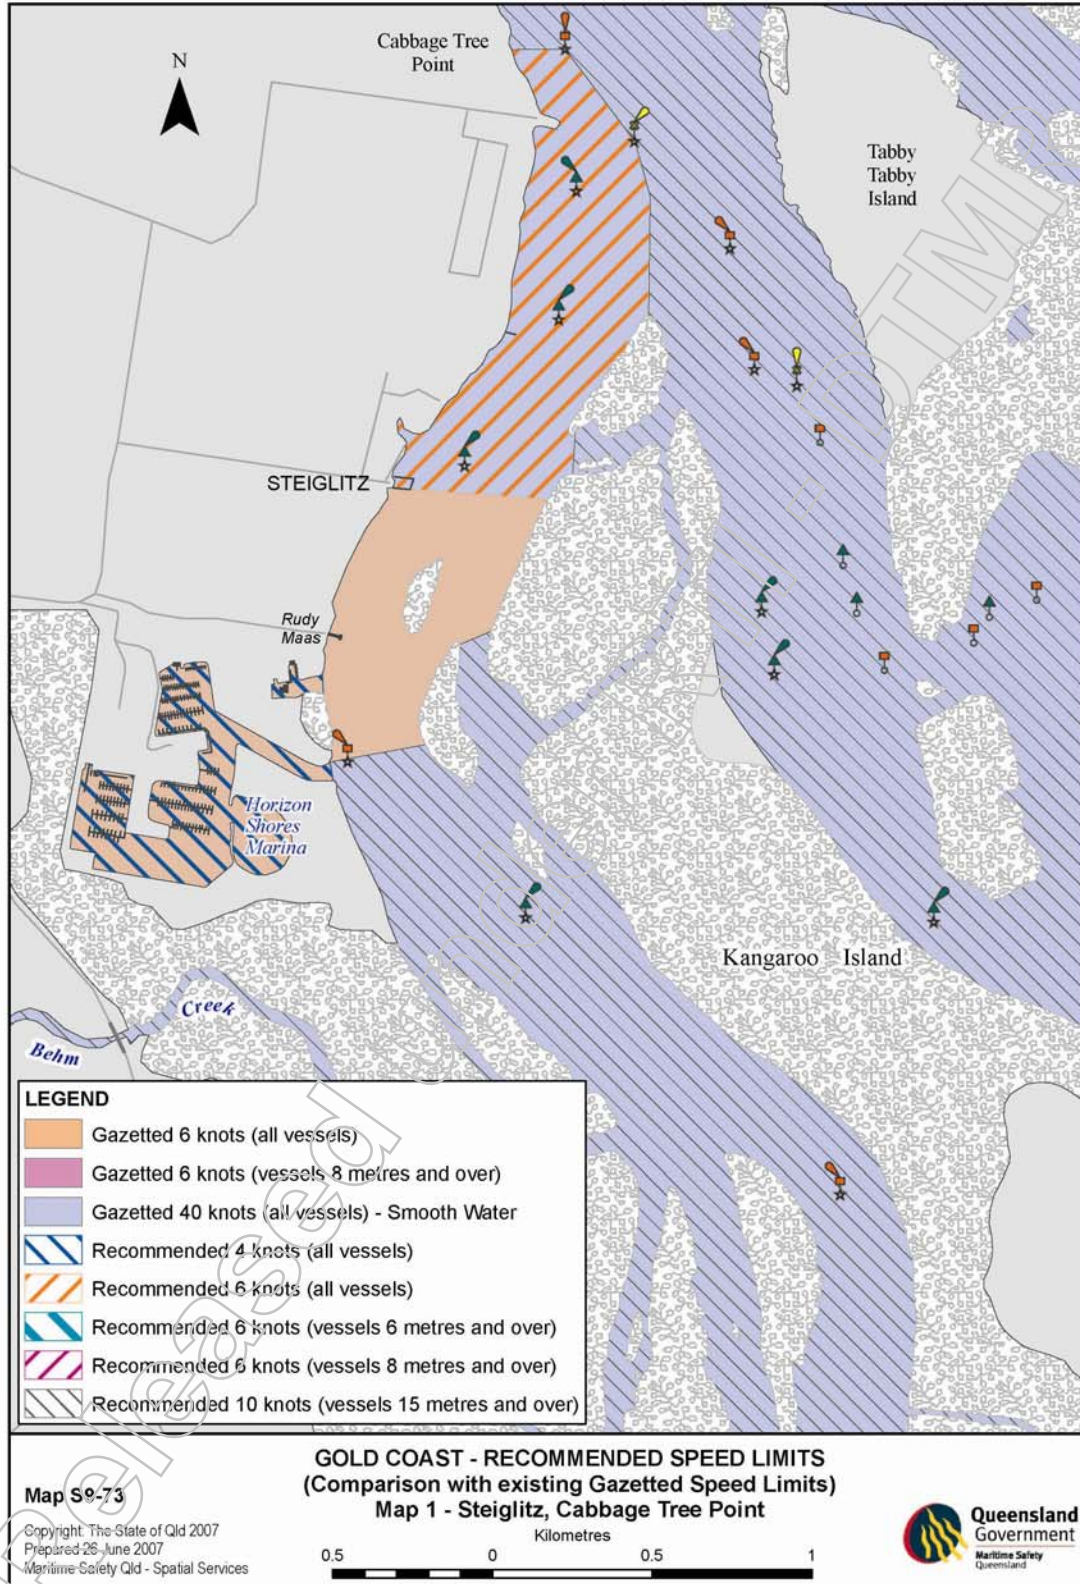 Cabbage Tree
Point
N
Tabby
Tabby
Island
STEIGLITZ
Rudy
Maas
Horizon
Shores
Marina
Kangaroo Island
Creek
Behm
LEGEND
Gazetted 6 knots (all vessels)
Gazetted 6 knots (vessels 8 metres and over)
Gazetted 40 knots (all vessels) - Smooth Water
Recommended 4 knots (all vessels)
Recommended 6 knots (all vessels)
Recommended 6 knots (vessels 6 metres and over)
Recommended 6 knots (vessels 8 metres and over)
Recommended 10 knots (vessels 15 metres and over)
GOLD COAST - RECOMMENDED SPEED LIMITS
(Comparison with existing Gazetted Speed Limits)
Map 1 - Steiglitz, Cabbage Tree Point
Map S9-73
Copyright: The State of Qld 2007
Prepared 26 June 2007
Maritime Safety Qld - Spatial Services
Kilometres
0.5 0 0.5 1
Queensland
Government
Maritime Safety
Queensland
Released
DTMR